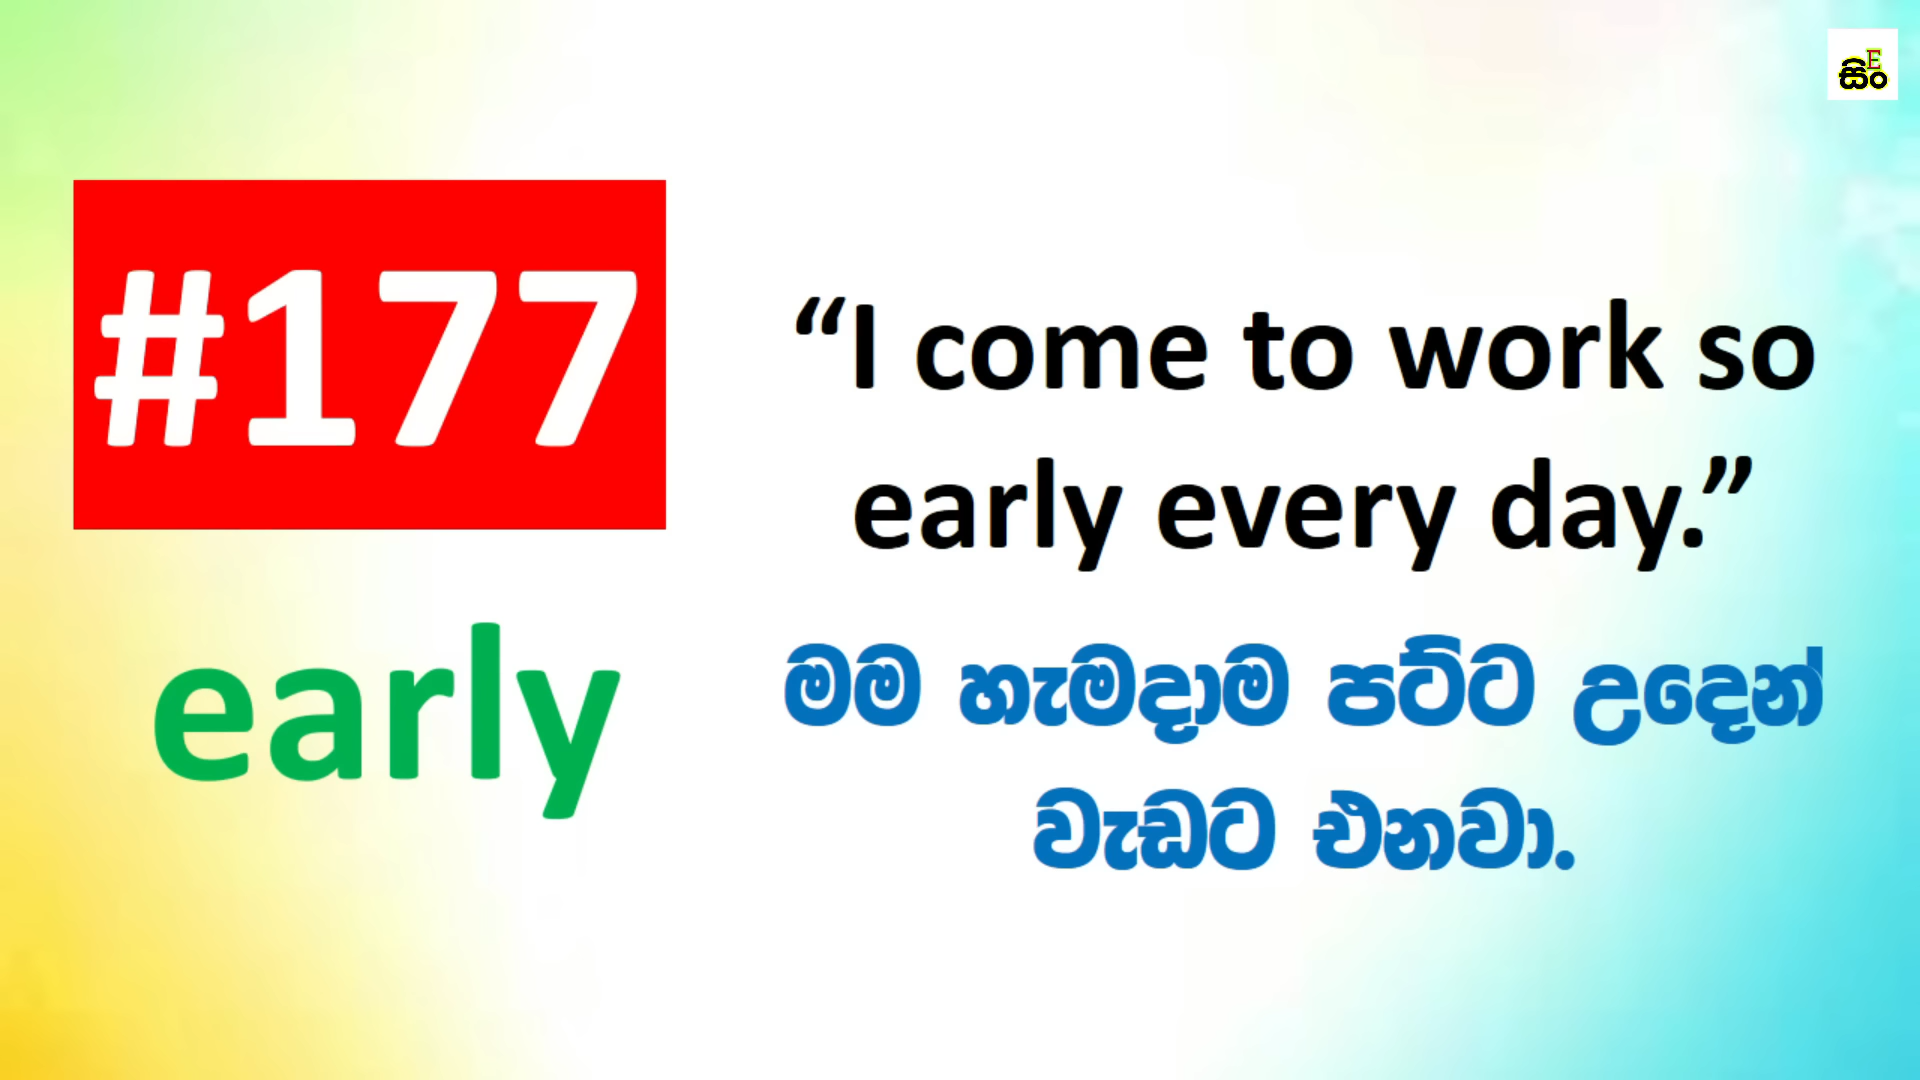 සිං E
#177
early
“I come to work so
early every day.”
මම හැමදාම පට්ට උදෙන්
වැඩට එනවා.